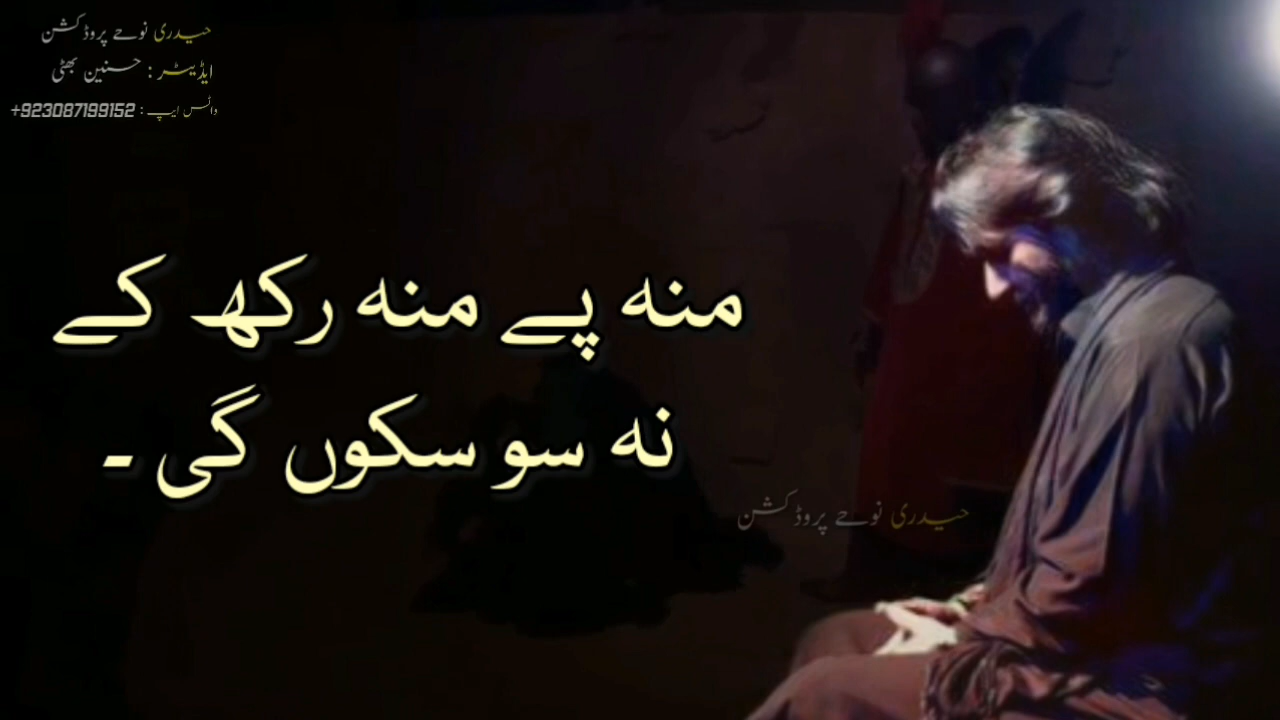 حیدری نوحے پروڈکشن
ایڈیٹر : حسنین بھٹی
واٹس ایپ : +923087199152
منہ پے منہ رکھ کے
نہ سو سکوں گی ۔
حیدری نوحے پروڈکشن